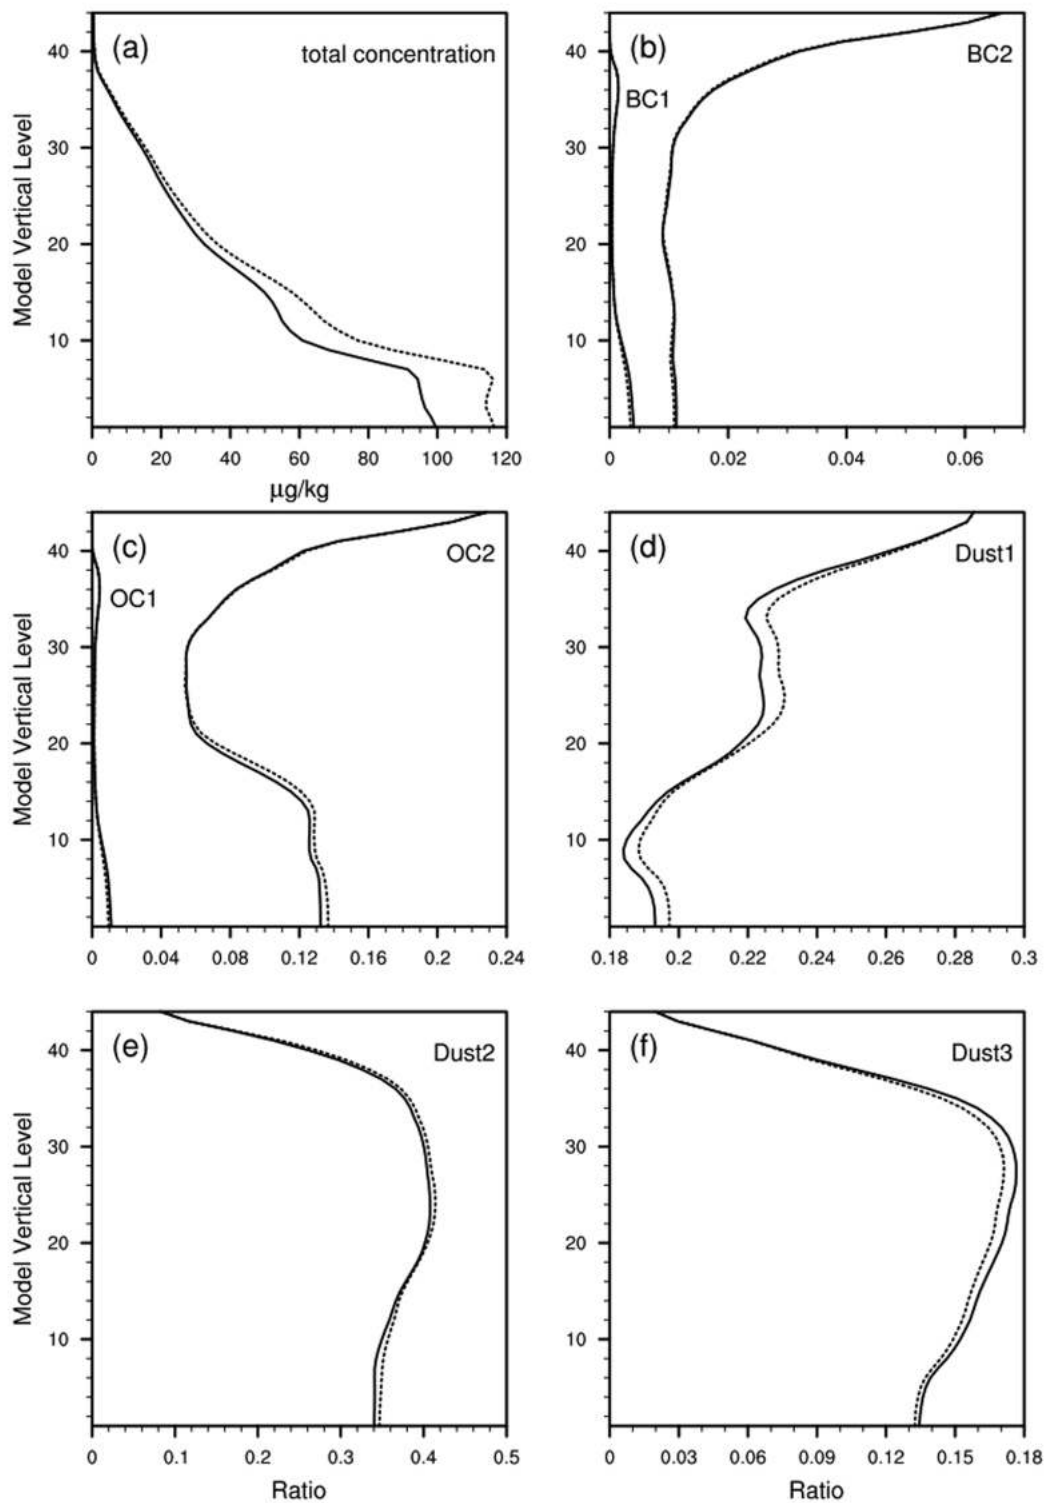 (a)
total concentration
Model Vertical Level
40
30
20
10
0 20 40 60 80 100 120
μg/kg
(b)
BC2
BC1
40
30
20
10
0 0.02 0.04 0.06
(c)
OC2
OC1
Model Vertical Level
40
30
20
10
0 0.04 0.08 0.12 0.16 0.2 0.24
(d)
Dust1
40
30
20
10
0.18 0.2 0.22 0.24 0.26 0.28 0.3
(e)
Dust2
Model Vertical Level
40
30
20
10
0 0.1 0.2 0.3 0.4 0.5
Ratio
(f)
Dust3
40
30
20
10
0 0.03 0.06 0.09 0.12 0.15 0.18
Ratio